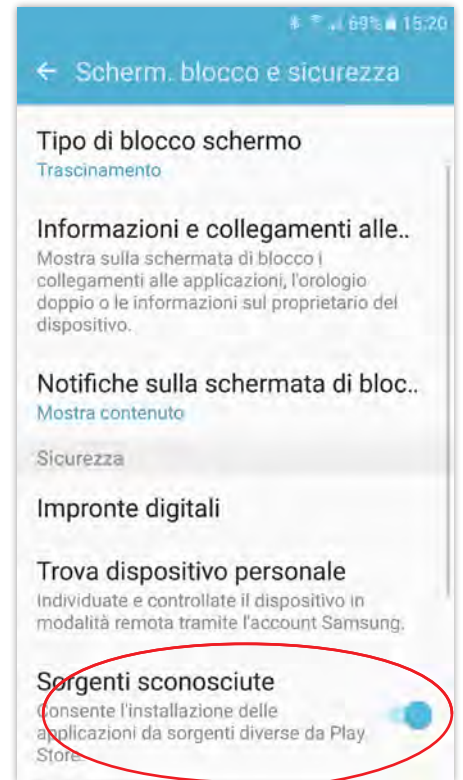 69% 15:20
Scherm. blocco e sicurezza
Tipo di blocco schermo
Trascinamento
Informazioni e collegamenti alle..
Mostra sulla schermata di blocco i
collegamenti alle applicazioni, l'orologio
doppio o le informazioni sul proprietario del
dispositivo.
Notifiche sulla schermata di bloc..
Mostra contenuto
Sicurezza
Impronte digitali
Trova dispositivo personale
Individuate e controllate il dispositivo in
modalità remota tramite l'account Samsung.
Sorgenti sconosciute
Consente l'installazione delle
applicazioni da sorgenti diverse da Play
Store.